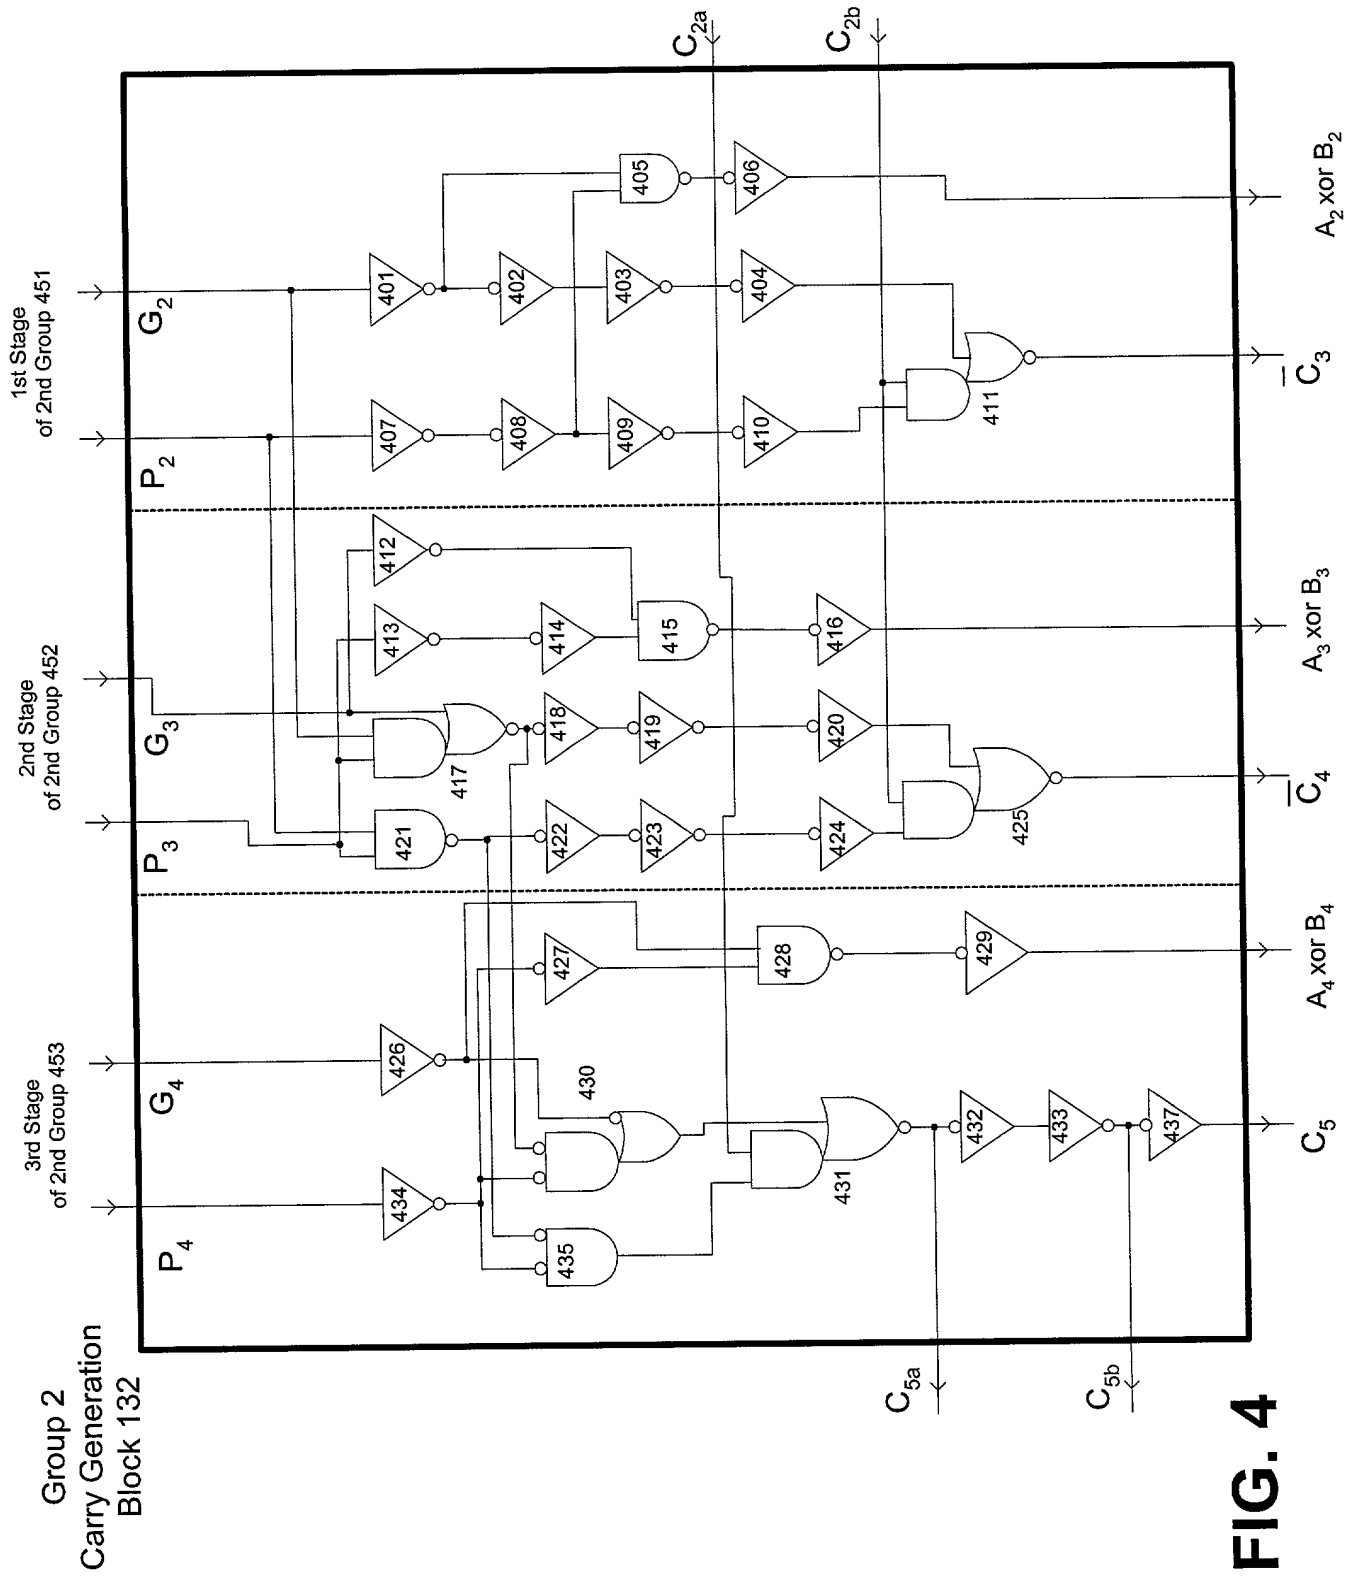 Group 2
Carry Generation
Block 132
3rd Stage
of 2nd Group 453
2nd Stage
of 2nd Group 452
1st Stage
of 2nd Group 451
P4
G4
P3
G3
P2
G2
C2a
C2b
434
426
421
417
413
412
407
401
435
430
427
422
418
414
408
402
423
419
415
409
403
405
431
428
424
420
416
410
404
406
432
433
437
429
425
411
C5a
C5b
C5
A4 xor B4
C̅4
A3 xor B3
C̅3
A2 xor B2
FIG. 4